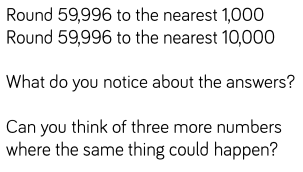 Round 59,996 to the nearest 1,000
Round 59,996 to the nearest 10,000
What do you notice about the answers?
Can you think of three more numbers
where the same thing could happen?